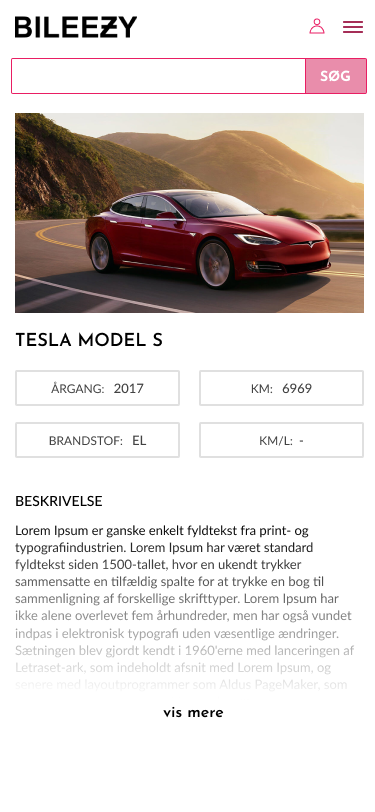 BILEEZY
SØG
TESLA MODEL S
ÅRGANG: 2017
KM: 6969
BRANDSTOF: EL
KM/L: -
BESKRIVELSE
Lorem Ipsum er ganske enkelt fyldtekst fra print- og
typografiindustrien. Lorem Ipsum har været standard
fyldtekst siden 1500-tallet, hvor en ukendt trykker
sammensatte en tilfældig spalte for at trykke en bog til
sammenligning af forskellige skrifttyper. Lorem Ipsum har
ikke alene overlevet fem århundreder, men har også vundet
indpas i elektronisk typografi uden væsentlige ændringer.
Sætningen blev gjordt kendt i 1960'erne med lanceringen af
Letraset-ark, som indeholdt afsnit med Lorem Ipsum, og
senere med layoutprogrammer som Aldus PageMaker, som
vis mere